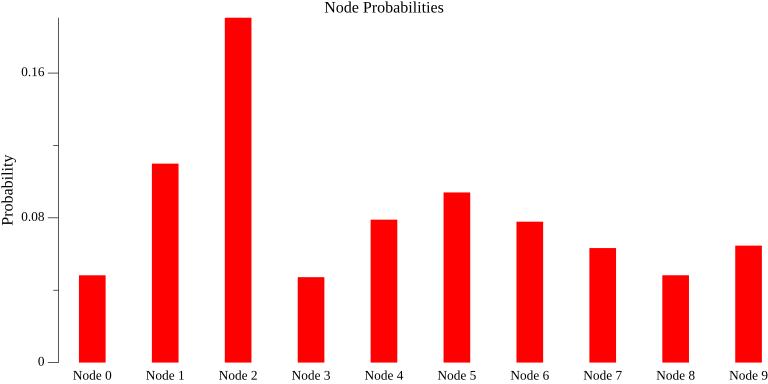 Node Probabilities
Probability
0.16
0.08
0
Node 0 Node 1 Node 2 Node 3 Node 4 Node 5 Node 6 Node 7 Node 8 Node 9